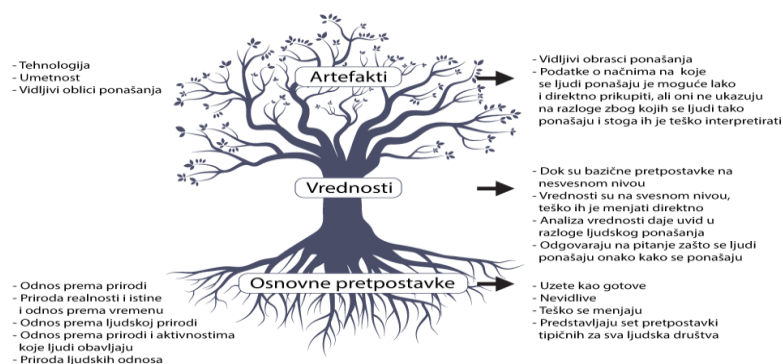 - Tehnologija
- Umetnost
- Vidljivi oblici ponašanja
Artefakti
- Vidljivi obrasci ponašanja
- Podatke o načnima na koje
se ljudi ponašaju je moguće lako
i direktno prikupiti, ali oni ne ukazuju
na razloge zbog kojih se ljudi tako
ponašaju i stoga ih je teško interpretirati
Vrednosti
- Dok su bazične pretpostavke na
nesvesnom nivou
- Vrednosti su na svesnom nivou,
teško ih je menjati direktno
- Analiza vrednosti daje uvid u
razloge ljudskog ponašanja
- Odgovaraju na pitanje zašto se ljudi
ponašaju onako kako se ponašaju
- Odnos prema prirodi
- Priroda realnosti i istine
i odnos prema vremenu
- Odnos prema ljudskoj prirodi
- Odnos prema prirodi i aktivnostima
koje ljudi obavljaju
- Priroda ljudskih odnosa
Osnovne pretpostavke
- Uzete kao gotove
- Nevidlive
- Teško se menjaju
- Predstavljaju set pretpostavki
tipičnih za sva ljudska društva